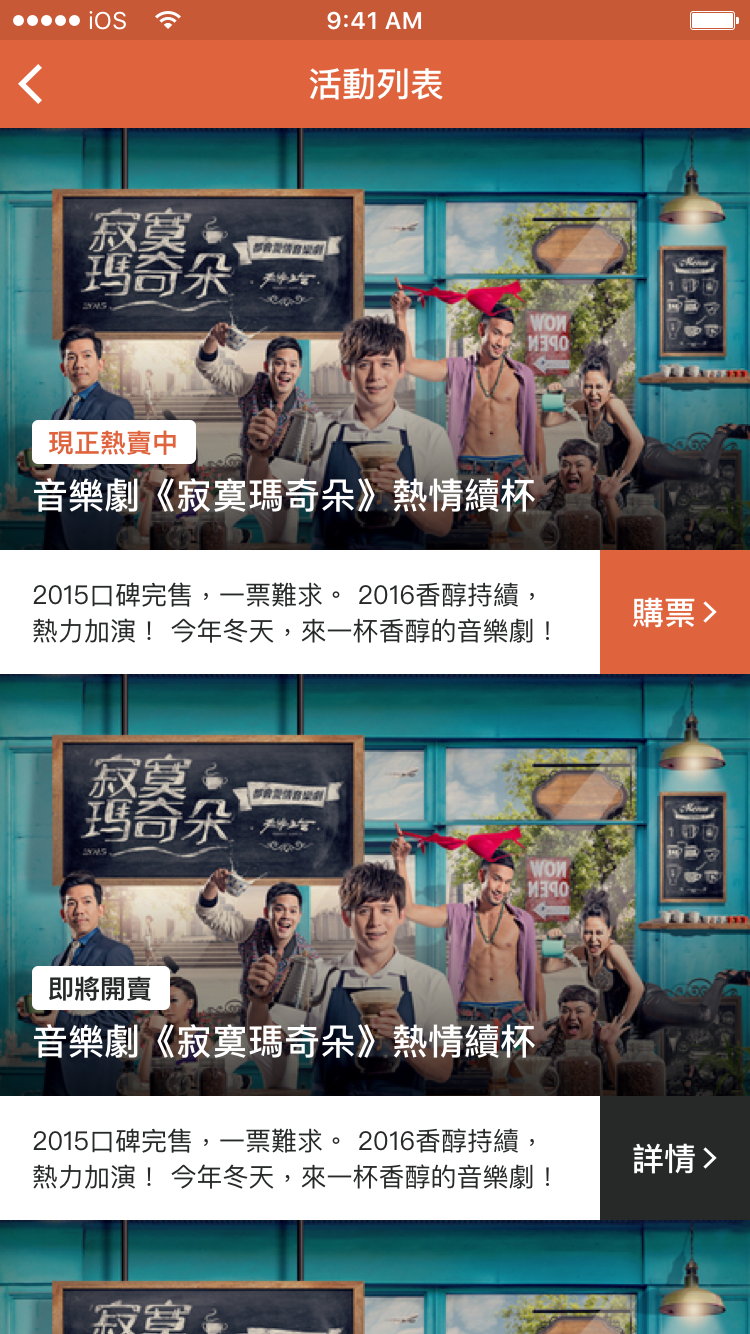 iOS 9:41 AM
活動列表
寂寞
瑪奇朵
都會愛情音樂劇
2015
Menu
NOW
OPEN
現正熱賣中
音樂劇《寂寞瑪奇朵》熱情續杯
2015口碑完售，一票難求。 2016香醇持續，
熱力加演！ 今年冬天，來一杯香醇的音樂劇！
購票
寂寞
瑪奇朵
都會愛情音樂劇
2015
Menu
NOW
OPEN
即將開賣
音樂劇《寂寞瑪奇朵》熱情續杯
2015口碑完售，一票難求。 2016香醇持續，
熱力加演！ 今年冬天，來一杯香醇的音樂劇！
詳情
寂寞